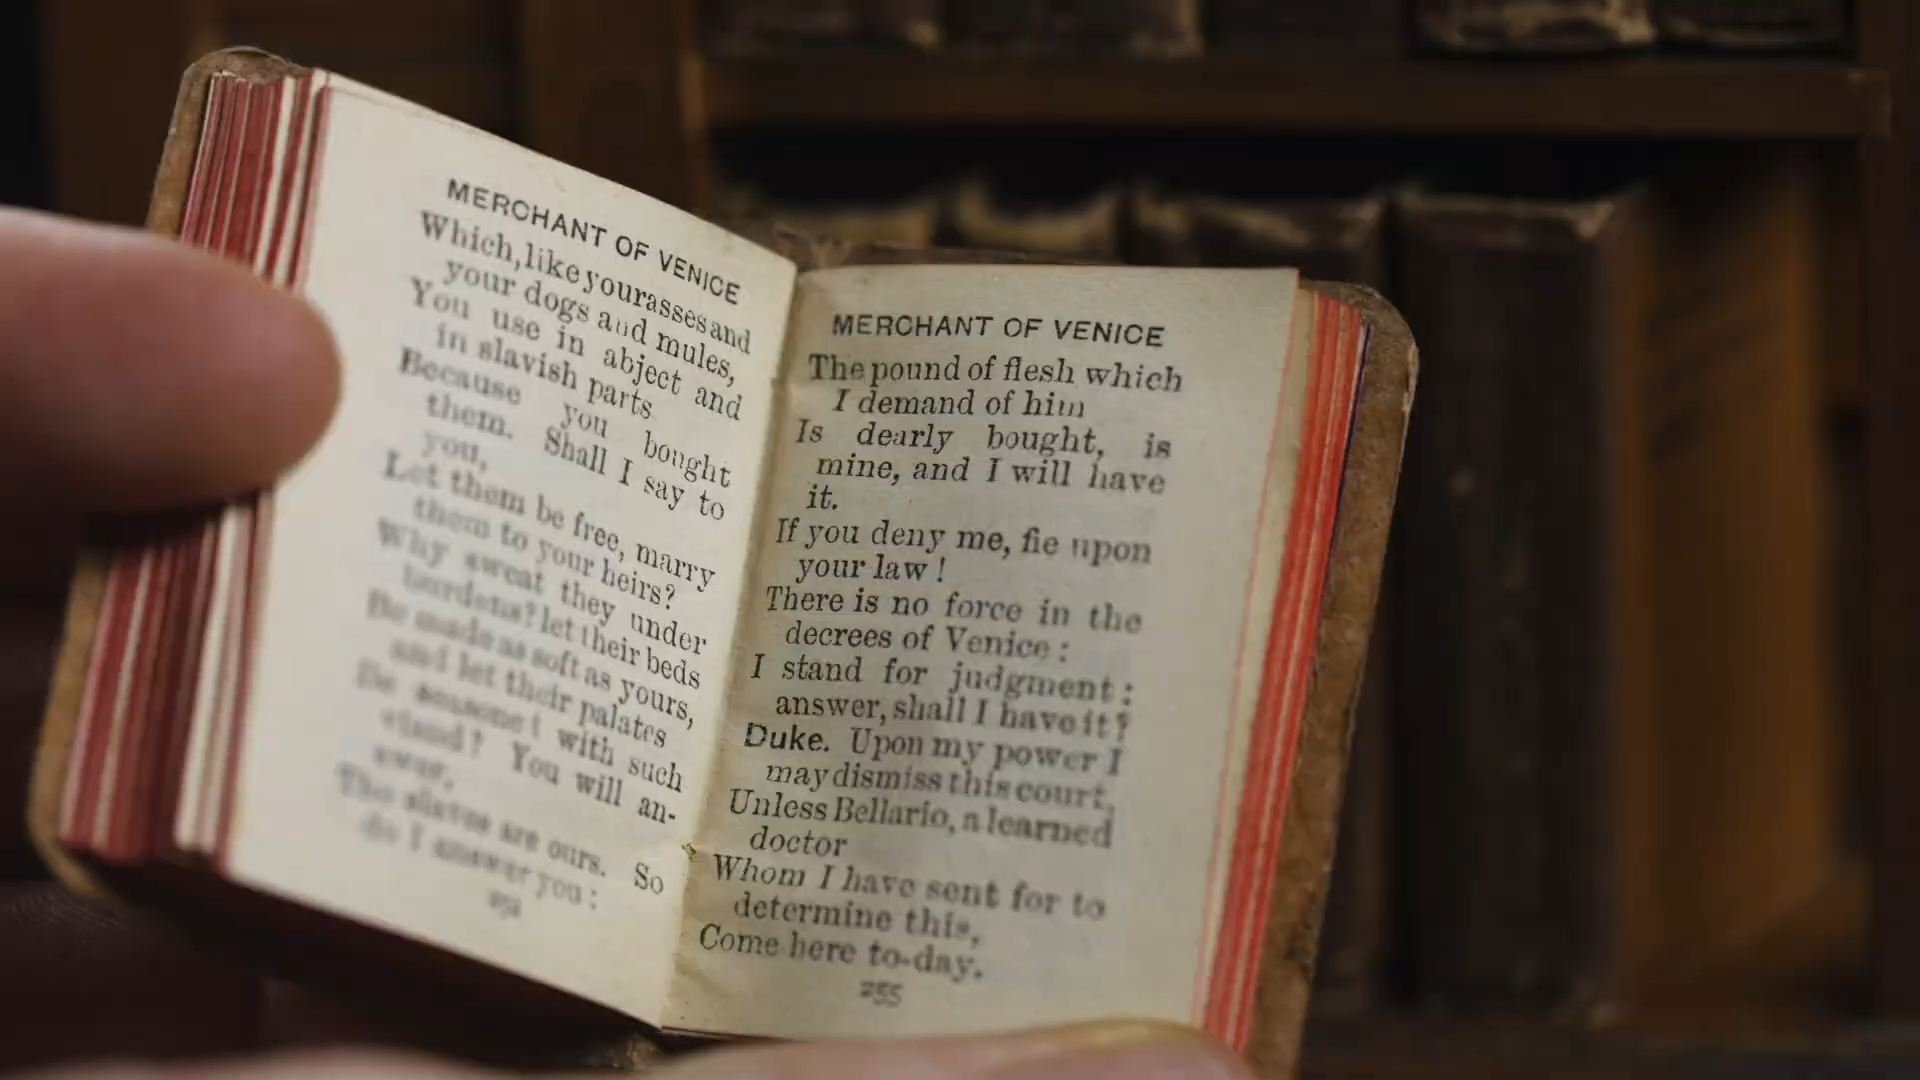 MERCHANT OF VENICE
Which, like your asses and
your dogs and mules,
You use in abject and
in slavish parts
Because you bought
them. Shall I say to
you,
Let them be free, marry
them to your heirs?
Why sweat they under
burdens? let their beds
Be made as soft as yours,
and let their palates
Be with such
You will an-
The slaves are ours. So
do I answer you:
MERCHANT OF VENICE
The pound of flesh which
I demand of him
Is dearly bought, is
mine, and I will have
it.
If you deny me, fie upon
your law!
There is no force in the
decrees of Venice:
I stand for judgment:
answer, shall I have it?
Duke. Upon my power I
may dismiss this court,
Unless Bellario, a learned
doctor
Whom I have sent for to
determine this,
Come here to-day.
255